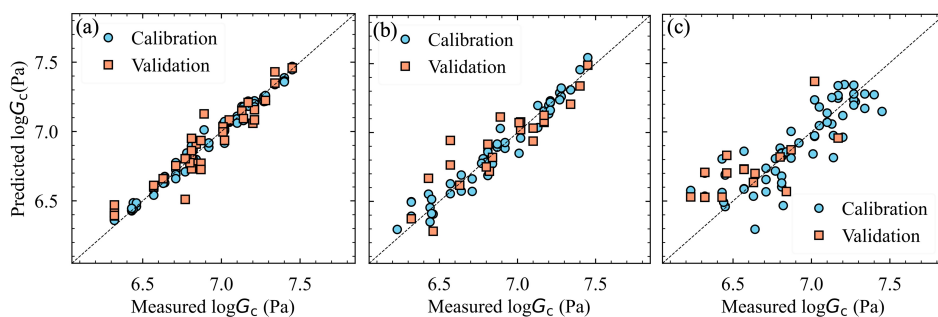 (a)
Calibration
Validation
(b)
Calibration
Validation
(c)
Calibration
Validation
Predicted logGc(Pa)
7.5
7.0
6.5
6.5 7.0 7.5
6.5 7.0 7.5
6.5 7.0 7.5
Measured logGc (Pa)
Measured logGc (Pa)
Measured logGc (Pa)